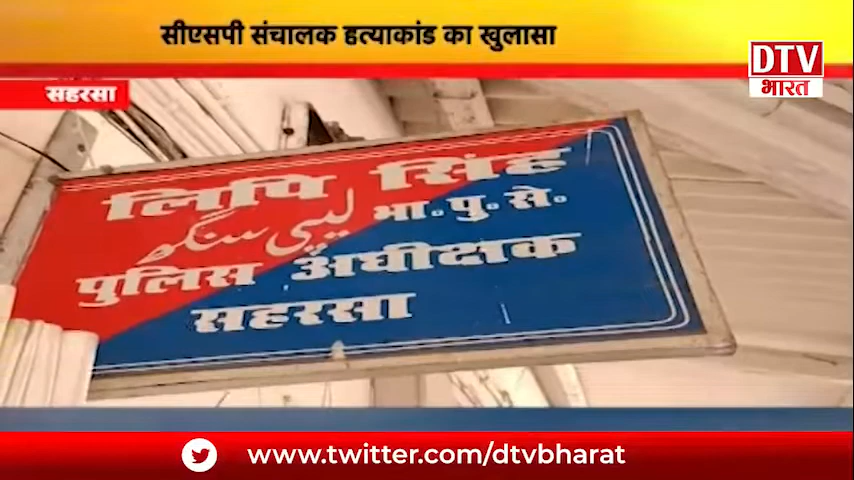 सीएसपी संचालक हत्याकांड का खुलासा
DTV
भारत
सहरसा
लिपि सिंह
لیپی سنگھ
भा॰पु॰से॰
पुलिस अधीक्षक
सहरसा
www.twitter.com/dtvbharat